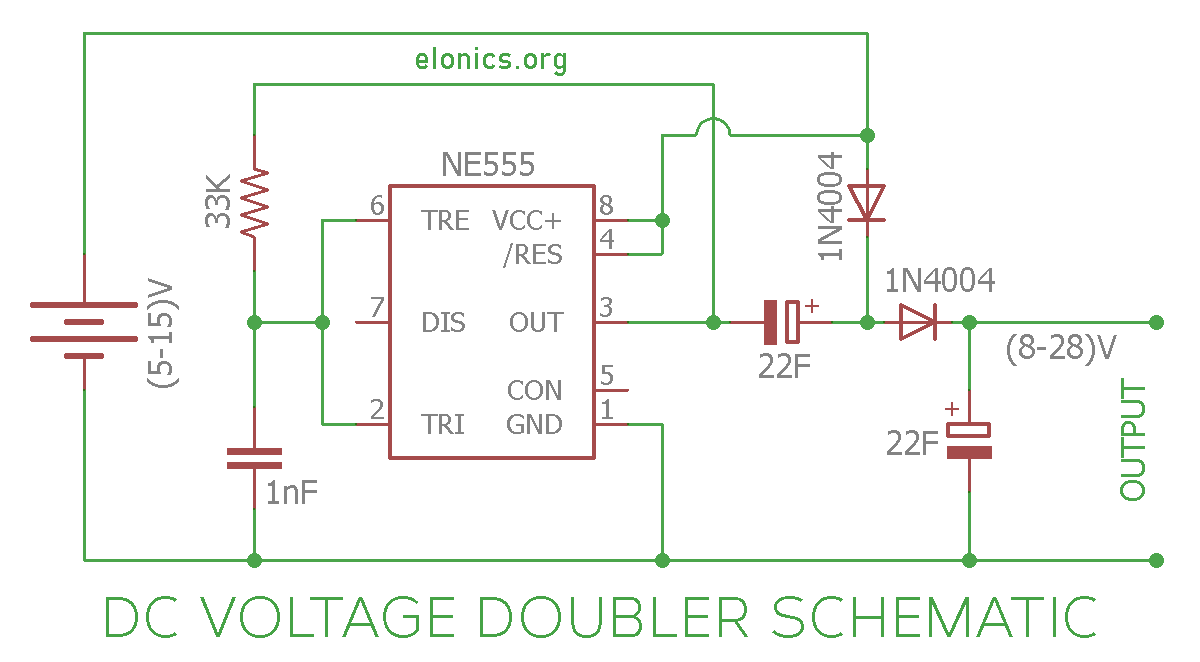 elonics.org
NE555
33K
1N4004
6
TRE
VCC+
8
/RES
4
1N4004
(5-15)V
7
DIS
OUT
3
+
(8-28)V
22F
CON
5
2
TRI
GND
1
+
22F
OUTPUT
1nF
DC VOLTAGE DOUBLER SCHEMATIC